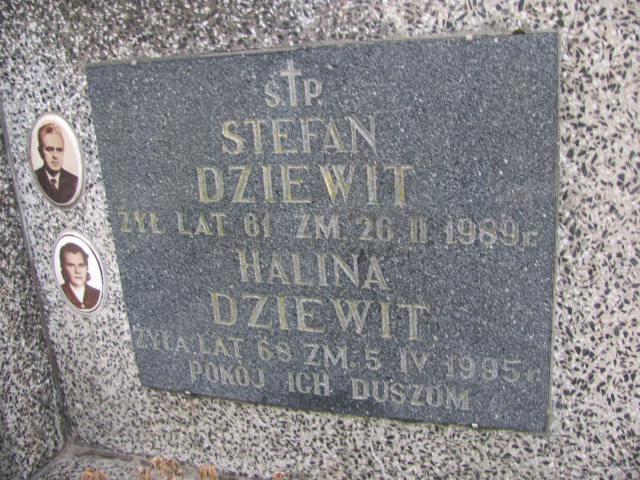 Ś†P.
STEFAN
DZIEWIT
ŻYŁ LAT 61 ZM. 26 II 1989r.
HALINA
DZIEWIT
ŻYŁA LAT 68 ZM. 5 IV 1995r.
POKÓJ ICH DUSZOM